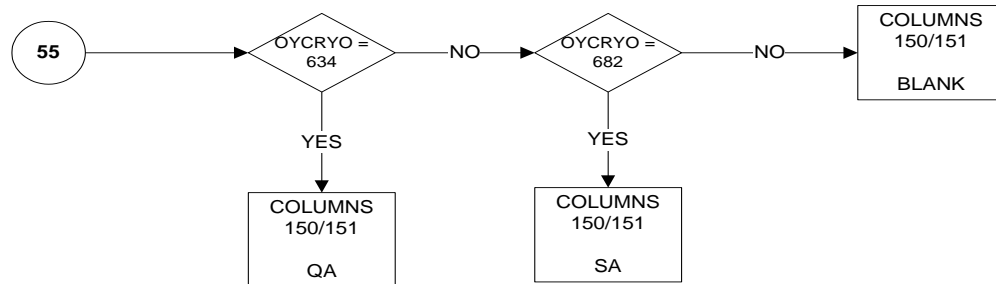 55
OYCRYO =
634
NO
OYCRYO =
682
NO
COLUMNS
150/151
BLANK
YES
YES
COLUMNS
150/151
QA
COLUMNS
150/151
SA